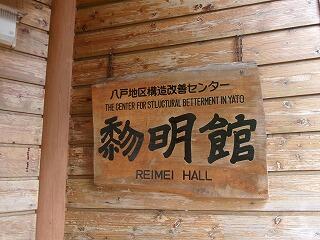 八戸地区構造改善センター
THE CENTER FOR STLUCTURAL BETTERMENT IN YATO
黎明館
REIMEI HALL